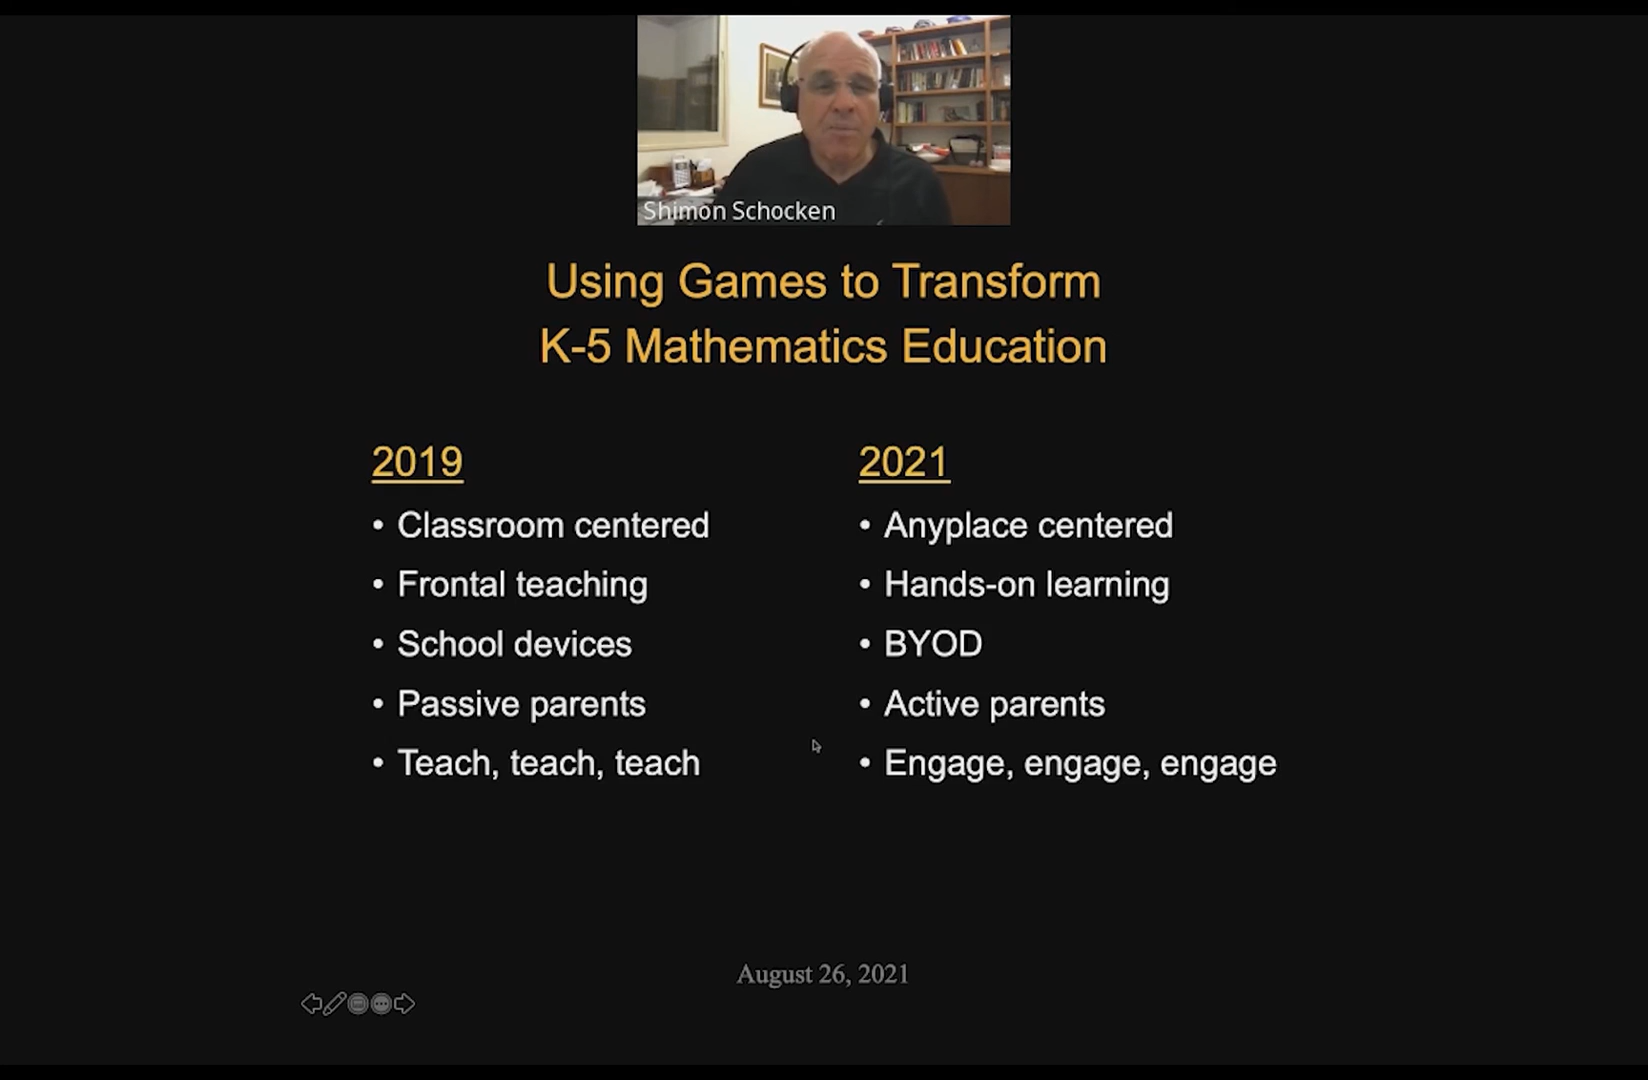 Shimon Schocken
Using Games to Transform
K-5 Mathematics Education
2019
• Classroom centered
• Frontal teaching
• School devices
• Passive parents
• Teach, teach, teach
2021
• Anyplace centered
• Hands-on learning
• BYOD
• Active parents
• Engage, engage, engage
August 26, 2021